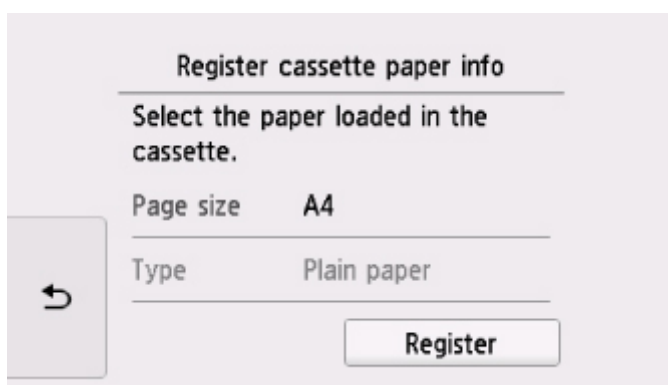 Register cassette paper info
Select the paper loaded in the
cassette.
Page size A4
Type Plain paper
Register